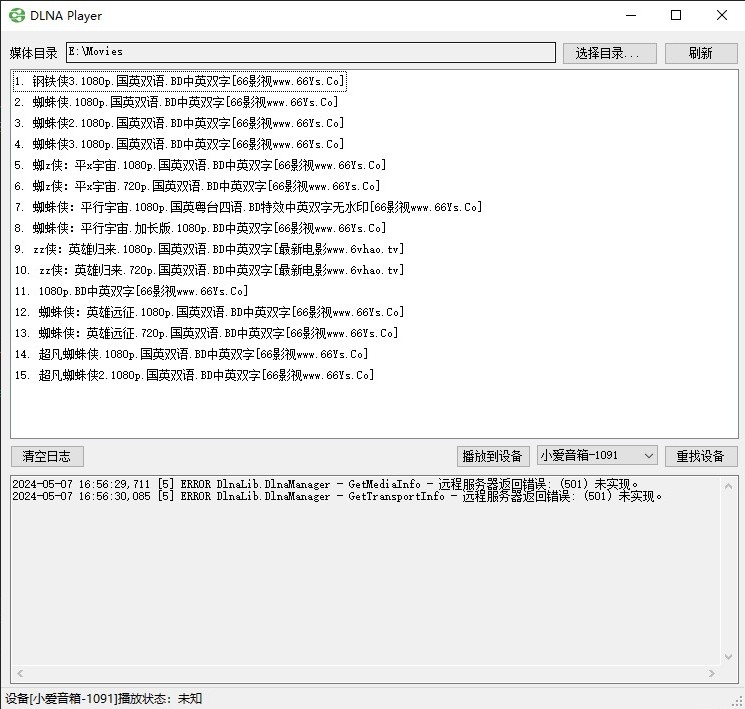 DLNA Player
媒体目录 E:\Movies 选择目录... 刷新
1. 钢铁侠3.1080p.国英双语.BD中英双字[66影视www.66Ys.Co]
2. 蜘蛛侠.1080p.国英双语.BD中英双字[66影视www.66Ys.Co]
3. 蜘蛛侠2.1080p.国英双语.BD中英双字[66影视www.66Ys.Co]
4. 蜘蛛侠3.1080p.国英双语.BD中英双字[66影视www.66Ys.Co]
5. 蜘z侠：平x宇宙.1080p.国英双语.BD中英双字[66影视www.66Ys.Co]
6. 蜘z侠：平x宇宙.720p.国英双语.BD中英双字[66影视www.66Ys.Co]
7. 蜘蛛侠：平行宇宙.1080p.国英粤台四语.BD特效中英双字无水印[66影视www.66Ys.Co]
8. 蜘蛛侠：平行宇宙.加长版.1080p.BD中英双字[66影视www.66Ys.Co]
9. zz侠：英雄归来.1080p.国英双语.BD中英双字[最新电影www.6vhao.tv]
10. zz侠：英雄归来.720p.国英双语.BD中英双字[最新电影www.6vhao.tv]
11. 1080p.BD中英双字[66影视www.66Ys.Co]
12. 蜘蛛侠：英雄远征.1080p.国英双语.BD中英双字[66影视www.66Ys.Co]
13. 蜘蛛侠：英雄远征.720p.国英双语.BD中英双字[66影视www.66Ys.Co]
14. 超凡蜘蛛侠.1080p.国英双语.BD中英双字[66影视www.66Ys.Co]
15. 超凡蜘蛛侠2.1080p.国英双语.BD中英双字[66影视www.66Ys.Co]
清空日志 播放到设备 小爱音箱-1091 重找设备
2024-05-07 16:56:29,711 [5] ERROR DlnaLib.DlnaManager - GetMediaInfo - 远程服务器返回错误: (501) 未实现。
2024-05-07 16:56:30,085 [5] ERROR DlnaLib.DlnaManager - GetTransportInfo - 远程服务器返回错误: (501) 未实现。
设备[小爱音箱-1091]播放状态：未知